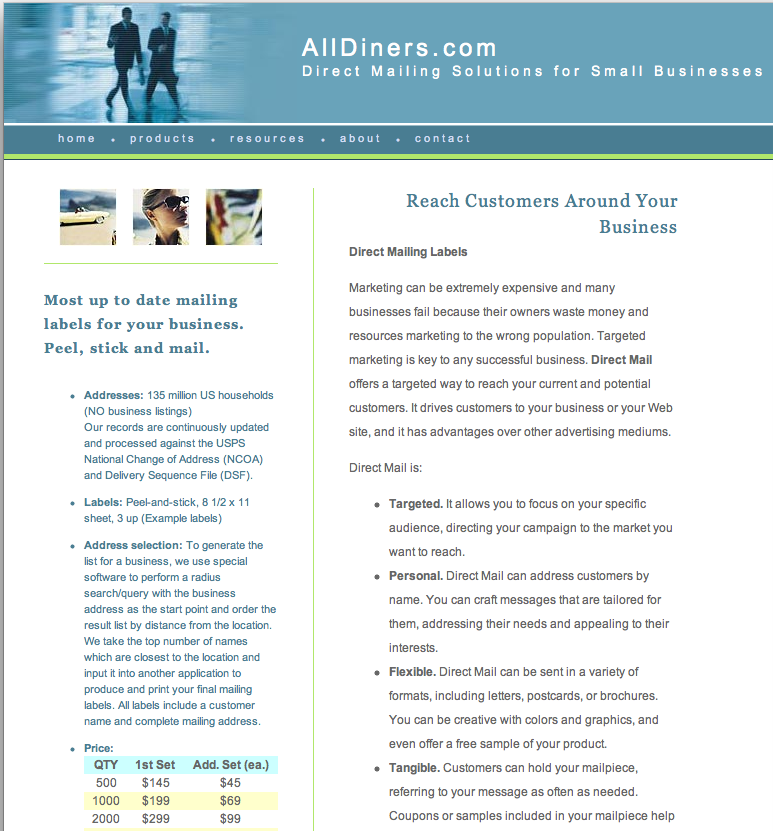 AllDiners.com
Direct Mailing Solutions for Small Businesses
home • products • resources • about • contact
Most up to date mailing
labels for your business.
Peel, stick and mail.
• Addresses: 135 million US households
(NO business listings)
Our records are continuously updated
and processed against the USPS
National Change of Address (NCOA)
and Delivery Sequence File (DSF).
• Labels: Peel-and-stick, 8 1/2 x 11
sheet, 3 up (Example labels)
• Address selection: To generate the
list for a business, we use special
software to perform a radius
search/query with the business
address as the start point and order the
result list by distance from the location.
We take the top number of names
which are closest to the location and
input it into another application to
produce and print your final mailing
labels. All labels include a customer
name and complete mailing address.
• Price:
QTY 1st Set Add. Set (ea.)
500 $145 $45
1000 $199 $69
2000 $299 $99
Reach Customers Around Your
Business
Direct Mailing Labels
Marketing can be extremely expensive and many
businesses fail because their owners waste money and
resources marketing to the wrong population. Targeted
marketing is key to any successful business. Direct Mail
offers a targeted way to reach your current and potential
customers. It drives customers to your business or your Web
site, and it has advantages over other advertising mediums.
Direct Mail is:
• Targeted. It allows you to focus on your specific
audience, directing your campaign to the market you
want to reach.
• Personal. Direct Mail can address customers by
name. You can craft messages that are tailored for
them, addressing their needs and appealing to their
interests.
• Flexible. Direct Mail can be sent in a variety of
formats, including letters, postcards, or brochures.
You can be creative with colors and graphics, and
even offer a free sample of your product.
• Tangible. Customers can hold your mailpiece,
referring to your message as often as needed.
Coupons or samples included in your mailpiece help